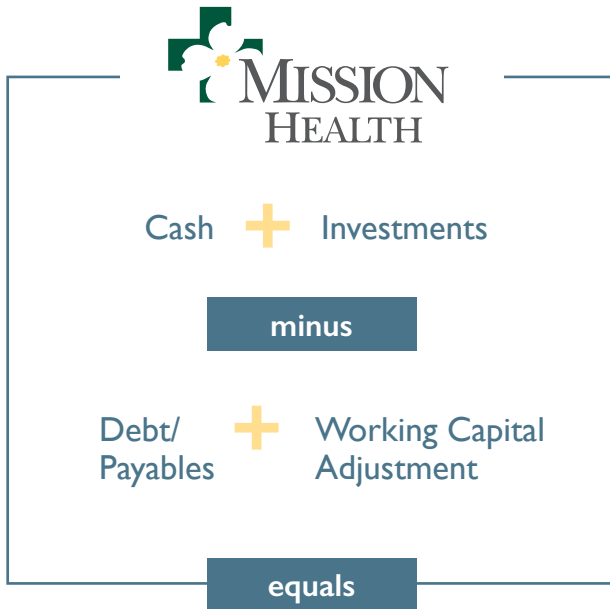 MISSION
HEALTH
Cash + Investments
minus
Debt/ + Working Capital
Payables Adjustment
equals